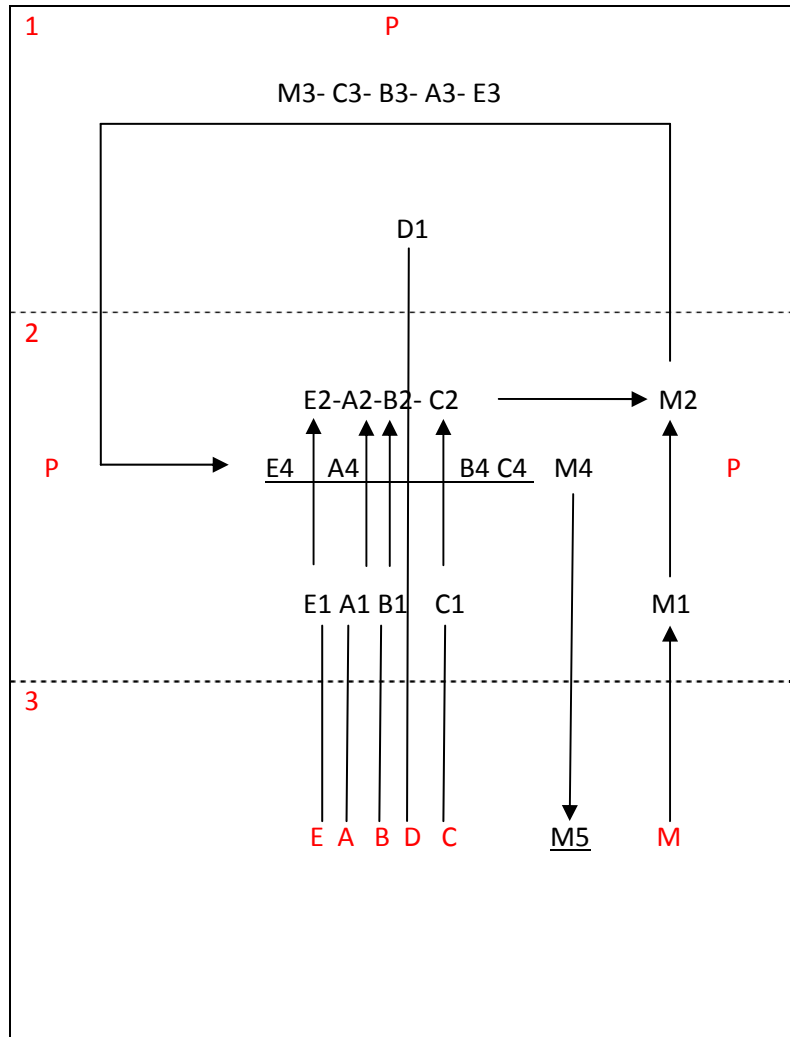 1 P
M3- C3- B3- A3- E3
D1
2
E2-A2-B2- C2 M2
P E4 A4 B4 C4 M4 P
E1 A1 B1 C1 M1
3
E A B D C M5 M